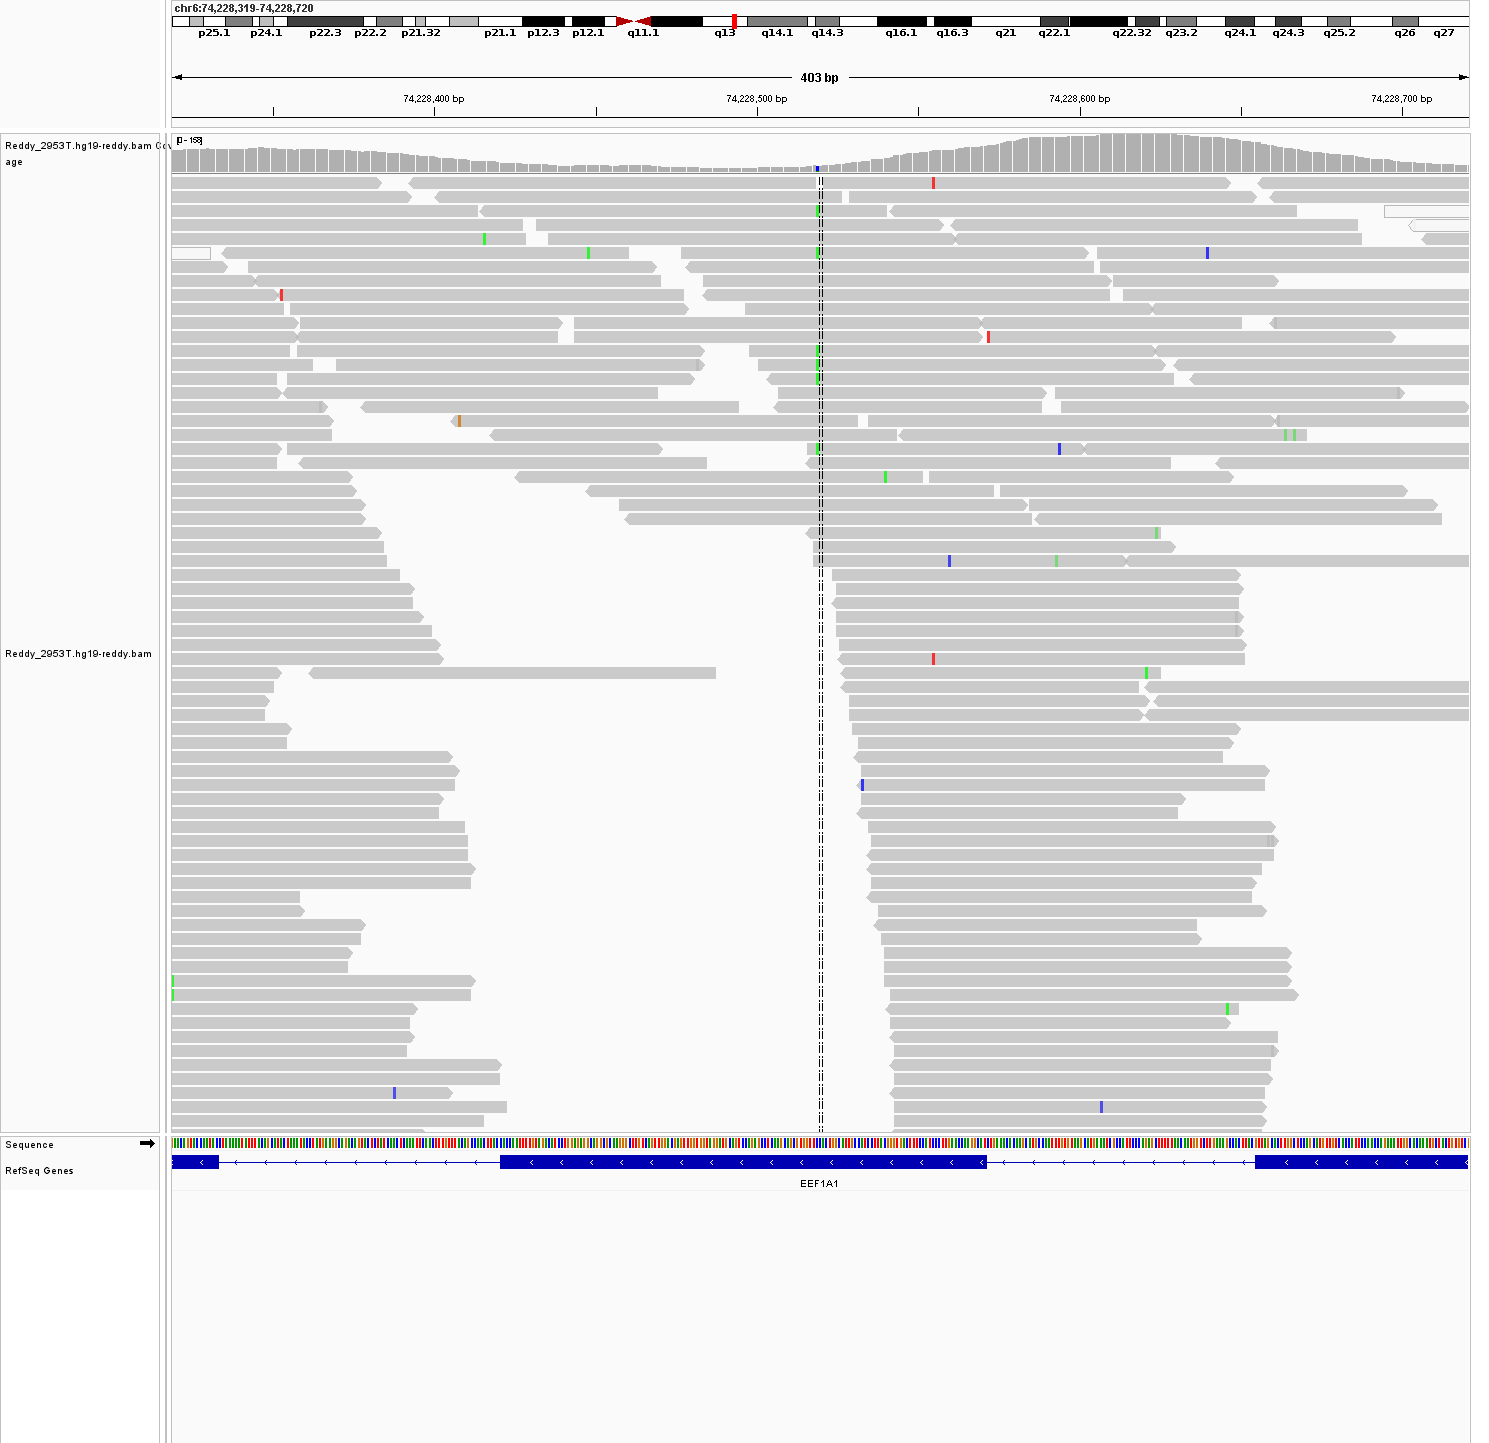 chr6:74,228,319-74,228,720
p25.1 p24.1 p22.3 p22.2 p21.32 p21.1 p12.3 p12.1 q11.1 q13 q14.1 q14.3 q16.1 q16.3 q21 q22.1 q22.32 q23.2 q24.1 q24.3 q25.2 q26 q27
403 bp
74,228,400 bp 74,228,500 bp 74,228,600 bp 74,228,700 bp
Reddy_2953T.hg19-reddy.bam Cov
age
[0 - 158]
Reddy_2953T.hg19-reddy.bam
Sequence
RefSeq Genes
EEF1A1